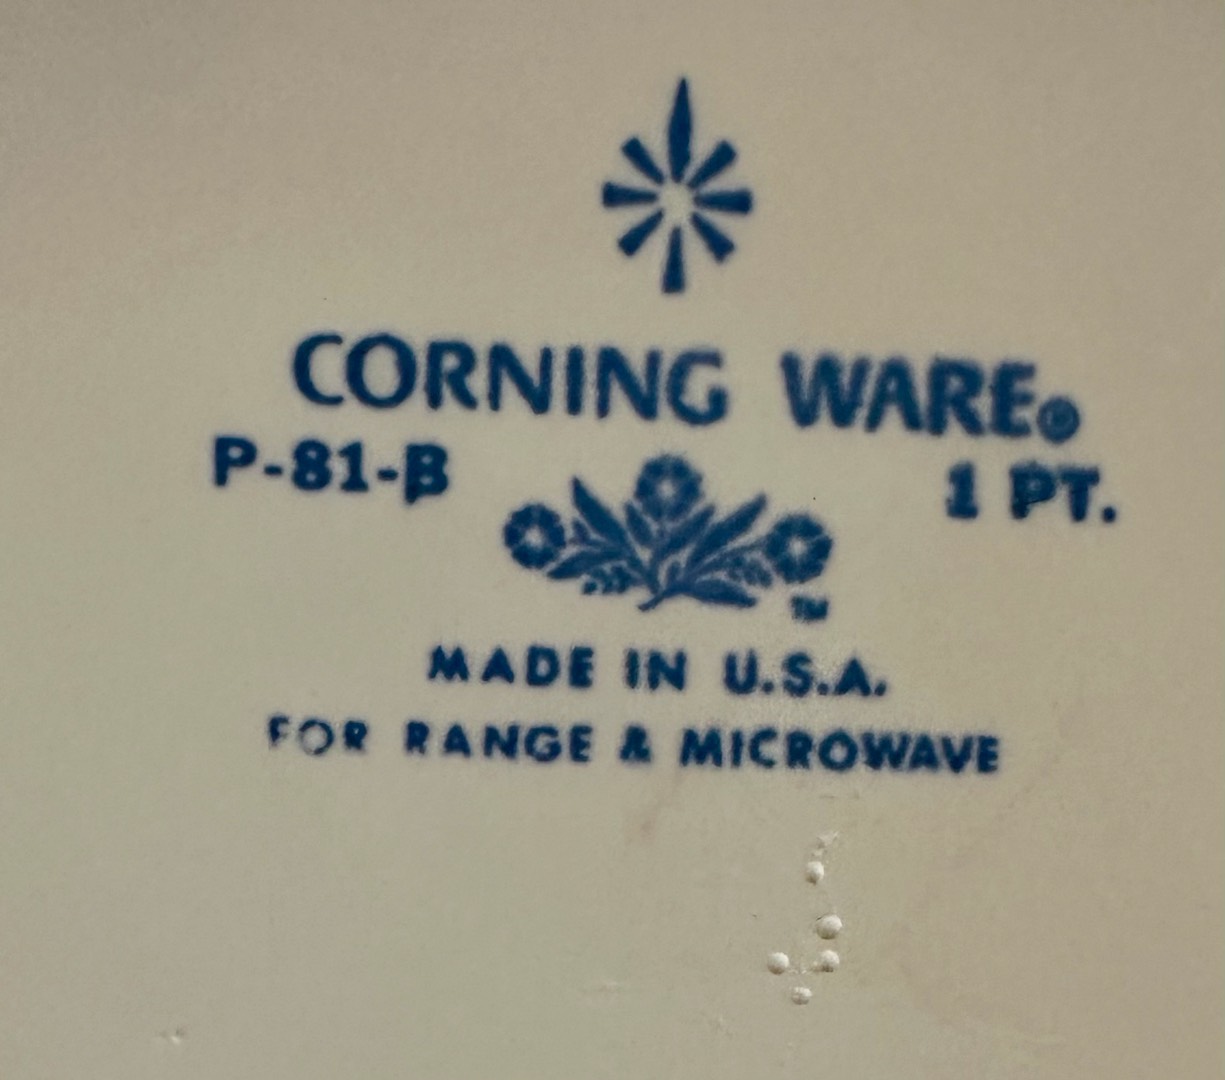 CORNING WARE®
P-81-B 1 PT.
TM
MADE IN U.S.A.
FOR RANGE & MICROWAVE